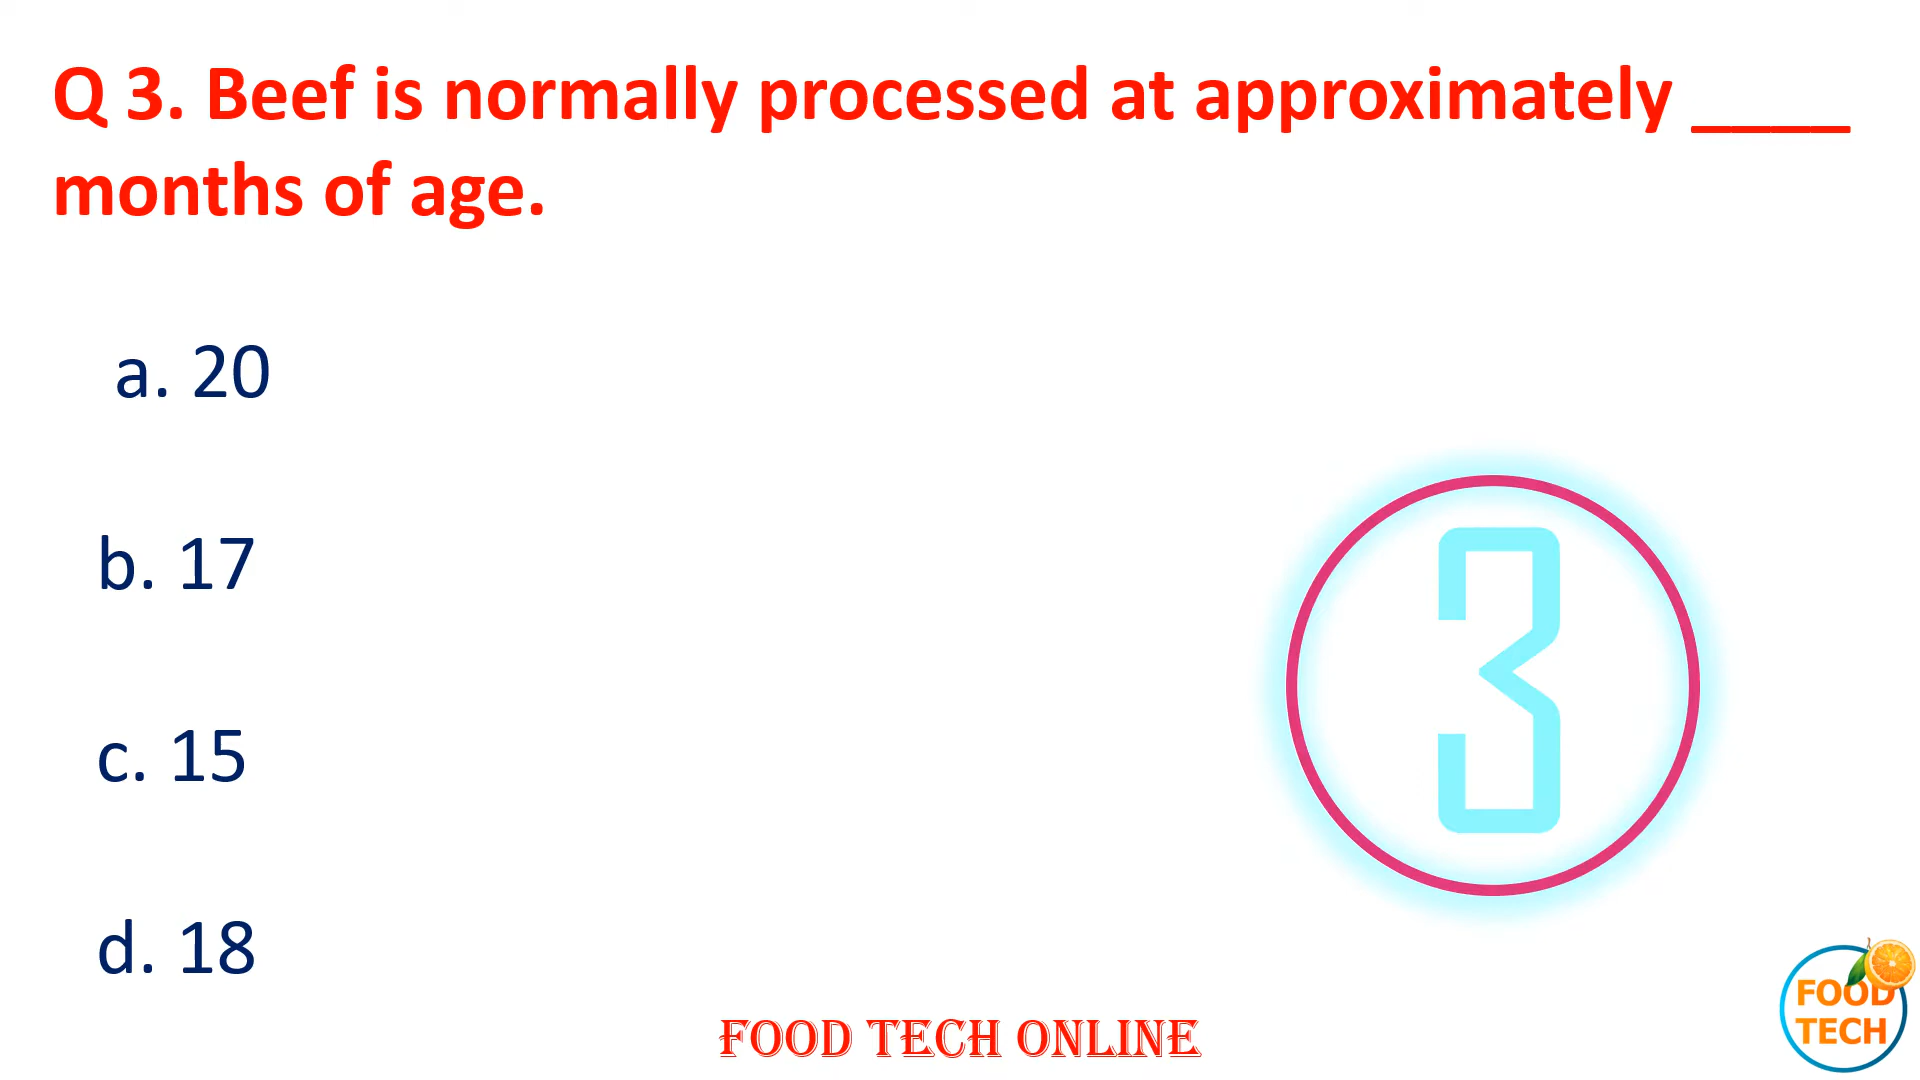 Q 3. Beef is normally processed at approximately ____
months of age.
a. 20
b. 17
c. 15
d. 18
3
FOOD TECH ONLINE
FOOD
TECH